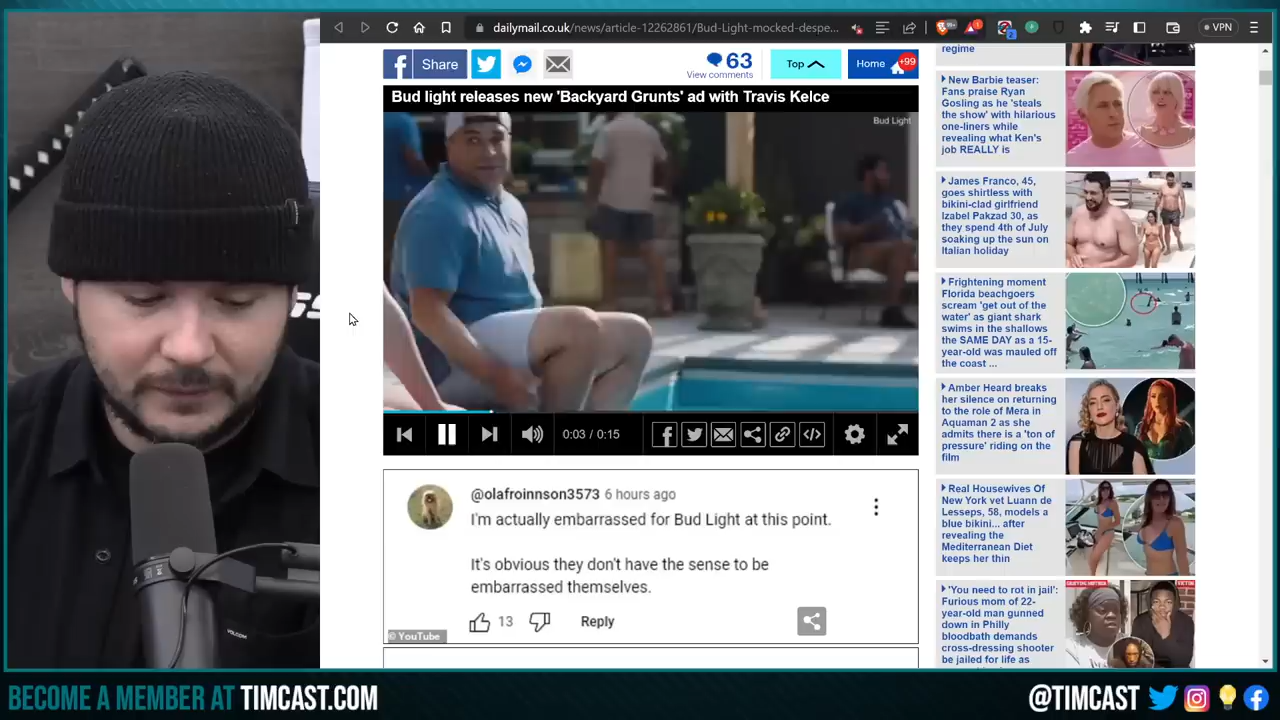 dailymail.co.uk/news/article-12262861/Bud-Light-mocked-despe...
VPN
Share
63
View comments
Top
Home
+99
Bud light releases new 'Backyard Grunts' ad with Travis Kelce
Bud Light
0:03 / 0:15
@olafroinnson3573 6 hours ago
I'm actually embarrassed for Bud Light at this point.
It's obvious they don't have the sense to be
embarrassed themselves.
13
Reply
© YouTube
regime
New Barbie teaser:
Fans praise Ryan
Gosling as he 'steals
the show' with hilarious
one-liners while
revealing what Ken's
job REALLY is
James Franco, 45,
goes shirtless with
bikini-clad girlfriend
Izabel Pakzad 30, as
they spend 4th of July
soaking up the sun on
Italian holiday
Frightening moment
Florida beachgoers
scream 'get out of the
water' as giant shark
swims in the shallows
the SAME DAY as a 15-
year-old was mauled off
the coast ...
Amber Heard breaks
her silence on returning
to the role of Mera in
Aquaman 2 as she
admits there is a 'ton of
pressure' riding on the
film
Real Housewives Of
New York vet Luann de
Lesseps, 58, models a
blue bikini... after
revealing the
Mediterranean Diet
keeps her thin
'You need to rot in jail':
Furious mom of 22-
year-old man gunned
down in Philly
bloodbath demands
cross-dressing shooter
be jailed for life as
BECOME A MEMBER AT TIMCAST.COM
@TIMCAST